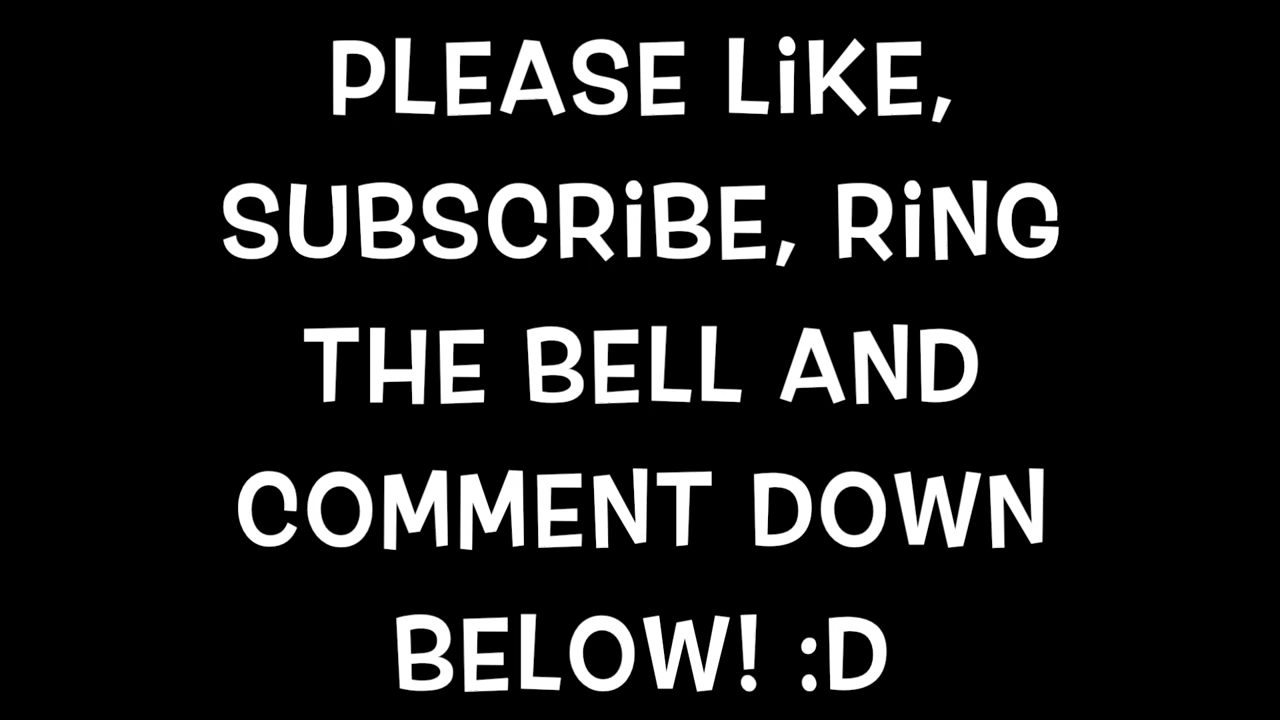 PLEASE LiKE,
SUBSCRiBE, RiNG
THE BELL AND
COMMENT DOWN
BELOW! :D